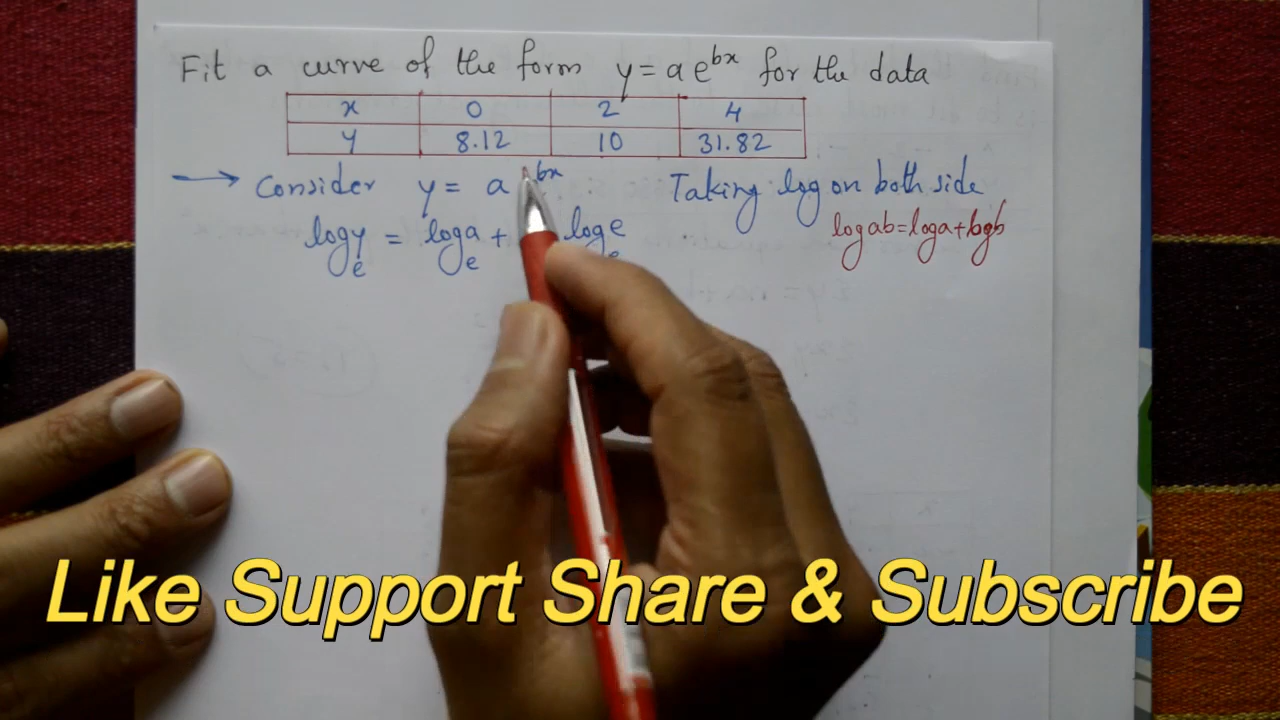 Fit a curve of the form y = a e^bx for the data
x 0 2 4
y 8.12 10 31.82
→ Consider y = a bx Taking log on both side
log_e y = log_e a + log_e e
log ab = log a + log b
Like Support Share & Subscribe